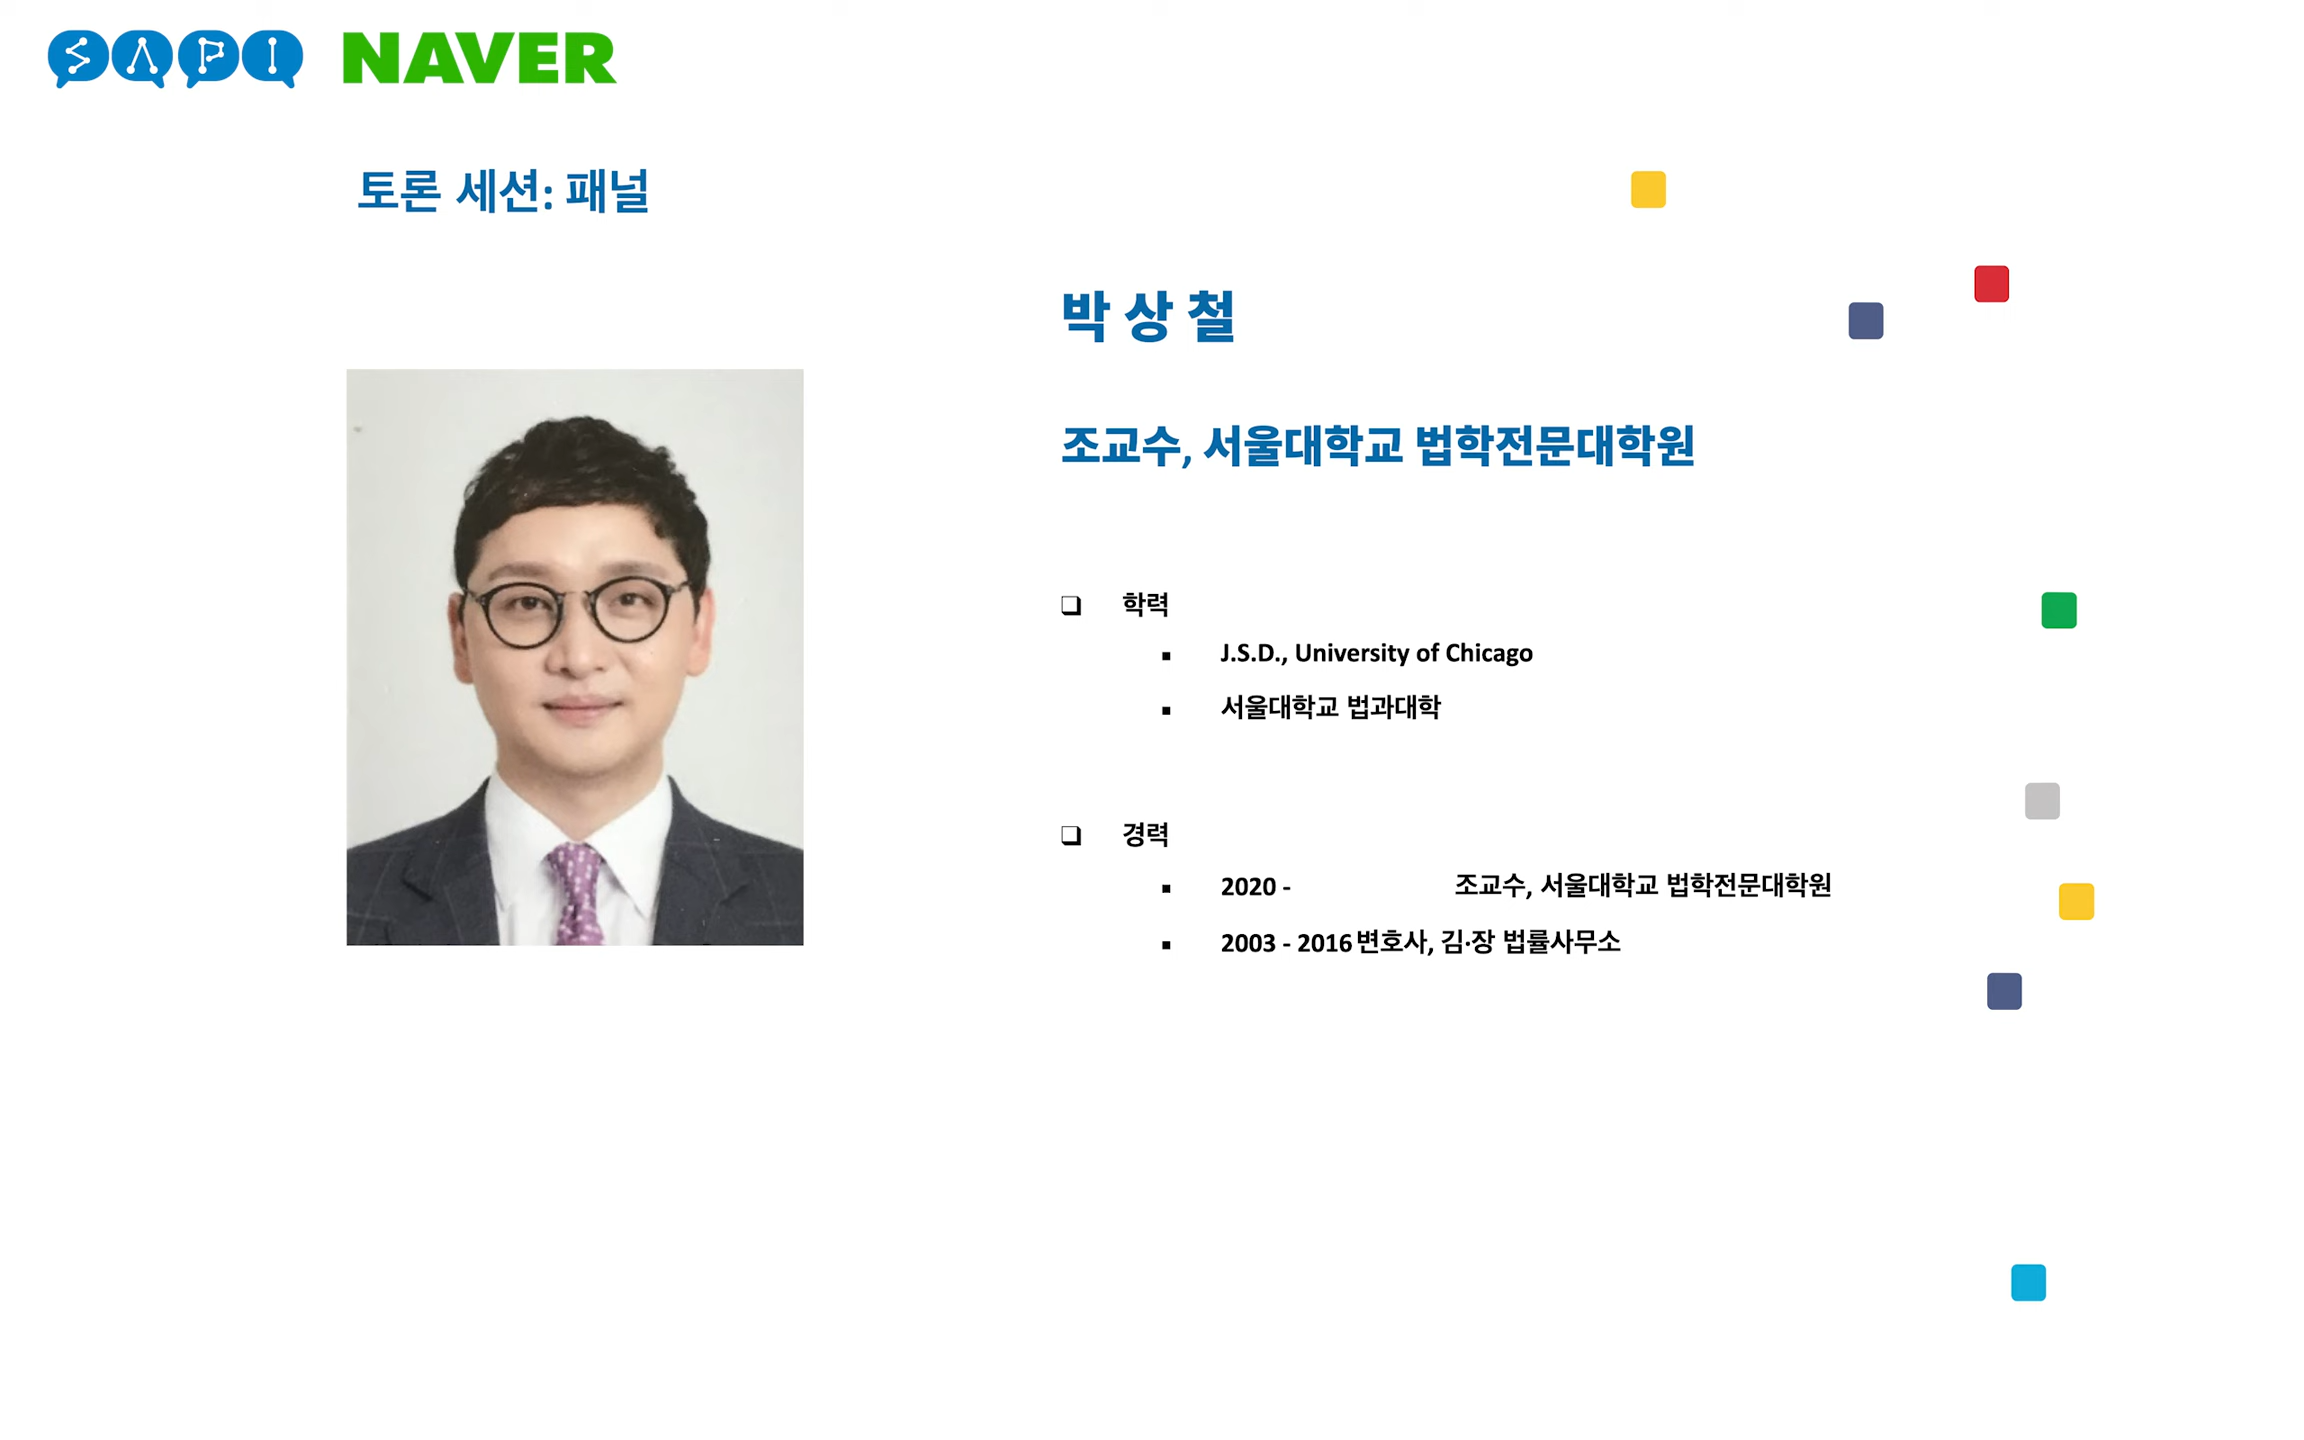 SAPI NAVER
토론 세션: 패널
박 상 철
조교수, 서울대학교 법학전문대학원
❑ 학력
▪ J.S.D., University of Chicago
▪ 서울대학교 법과대학
❑ 경력
▪ 2020 - 조교수, 서울대학교 법학전문대학원
▪ 2003 - 2016 변호사, 김·장 법률사무소